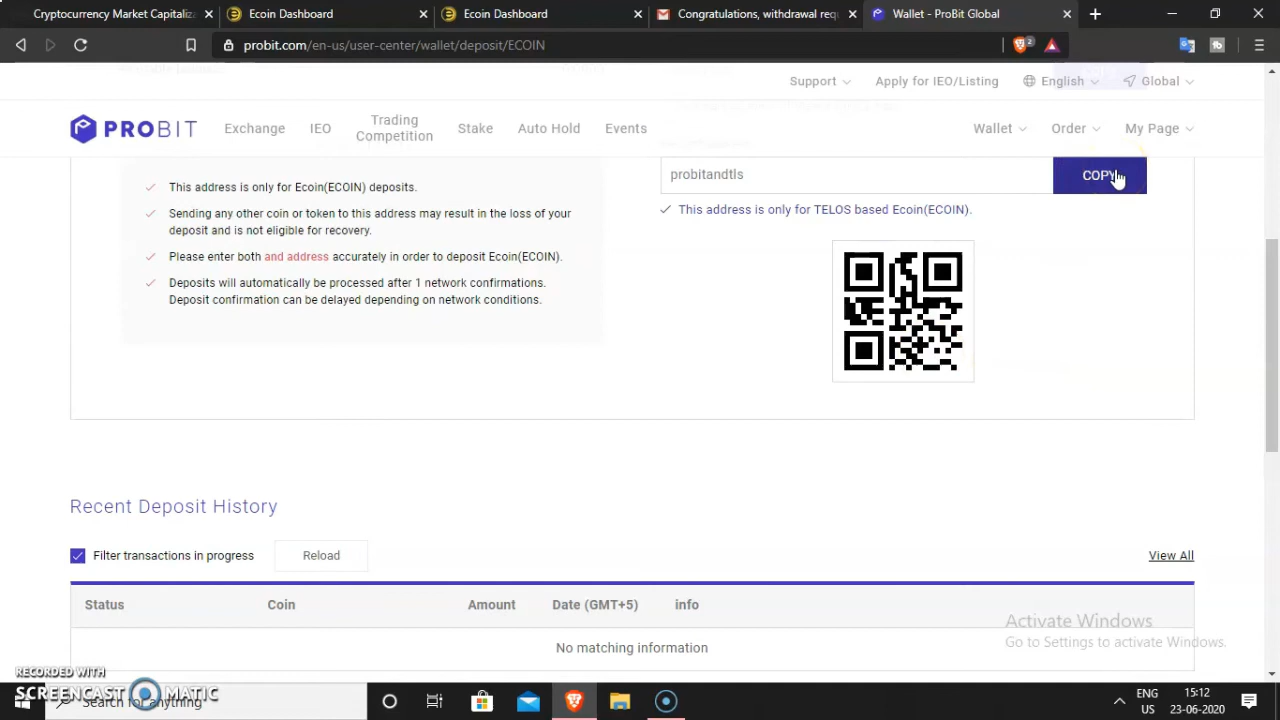 Cryptocurrency Market Capitaliz
Ecoin Dashboard
Ecoin Dashboard
Congratulations, withdrawal requ
Wallet - ProBit Global
probit.com/en-us/user-center/wallet/deposit/ECOIN
2
Support
Apply for IEO/Listing
English
Global
PROBIT
Exchange
IEO
Trading
Competition
Stake
Auto Hold
Events
Wallet
Order
My Page
probitandtls
COPY
This address is only for Ecoin(ECOIN) deposits.
Sending any other coin or token to this address may result in the loss of your
deposit and is not eligible for recovery.
Please enter both and address accurately in order to deposit Ecoin(ECOIN).
Deposits will automatically be processed after 1 network confirmations.
Deposit confirmation can be delayed depending on network conditions.
This address is only for TELOS based Ecoin(ECOIN).
Recent Deposit History
Filter transactions in progress
Reload
View All
Status
Coin
Amount
Date (GMT+5)
info
No matching information
Activate Windows
Go to Settings to activate Windows.
RECORDED WITH
SCREENCAST MATIC
Search for anything
ENG
US
15:12
23-06-2020